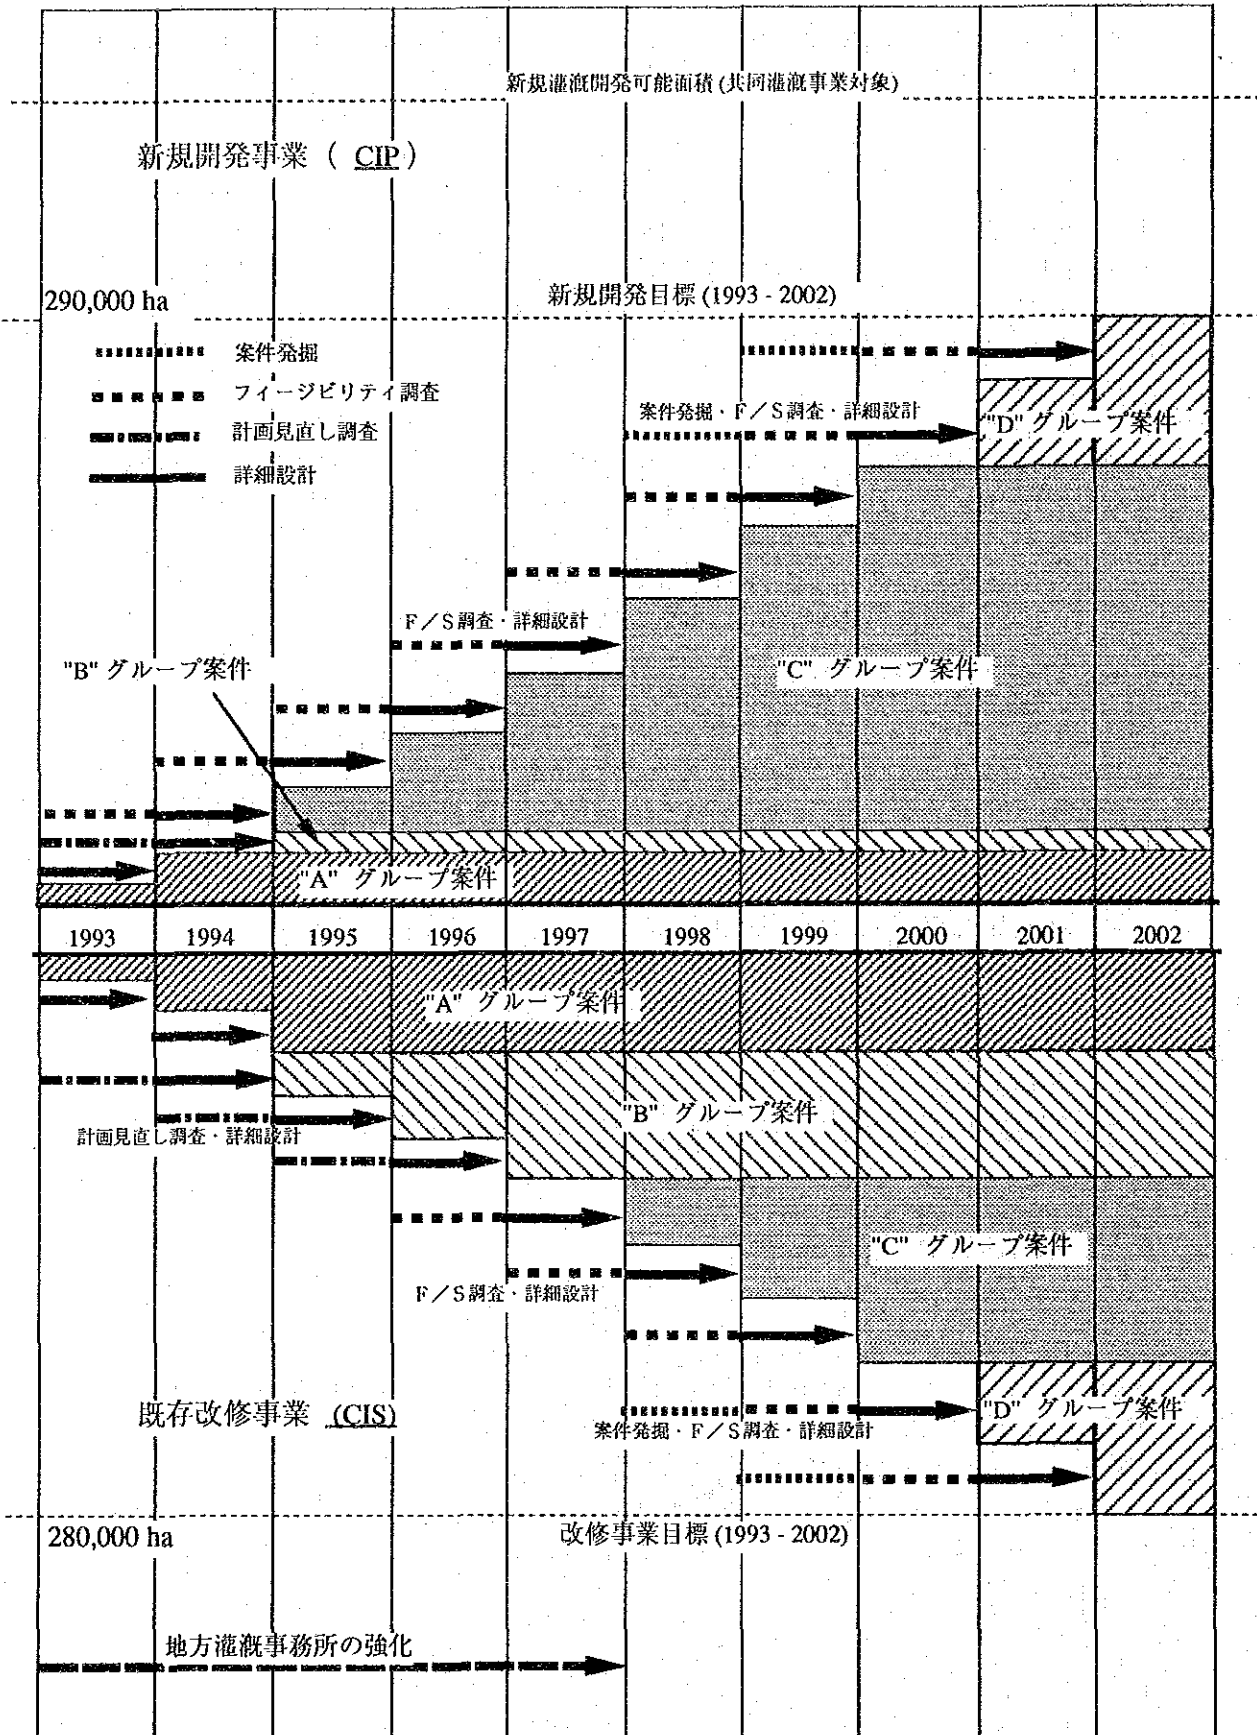 新規灌漑開発可能面積 (共同灌漑事業対象)
新規開発事業 ( CIP )
290,000 ha
新規開発目標 (1993 - 2002)
案件発掘
フィージビリティ調査
計画見直し調査
詳細設計
案件発掘・F/S調査・詳細設計
"D" グループ案件
F/S調査・詳細設計
"B" グループ案件
"C" グループ案件
"A" グループ案件
1993 1994 1995 1996 1997 1998 1999 2000 2001 2002
"A" グループ案件
"B" グループ案件
計画見直し調査・詳細設計
"C" グループ案件
F/S調査・詳細設計
既存改修事業 (CIS)
"D" グループ案件
案件発掘・F/S調査・詳細設計
280,000 ha
改修事業目標 (1993 - 2002)
地方灌漑事務所の強化